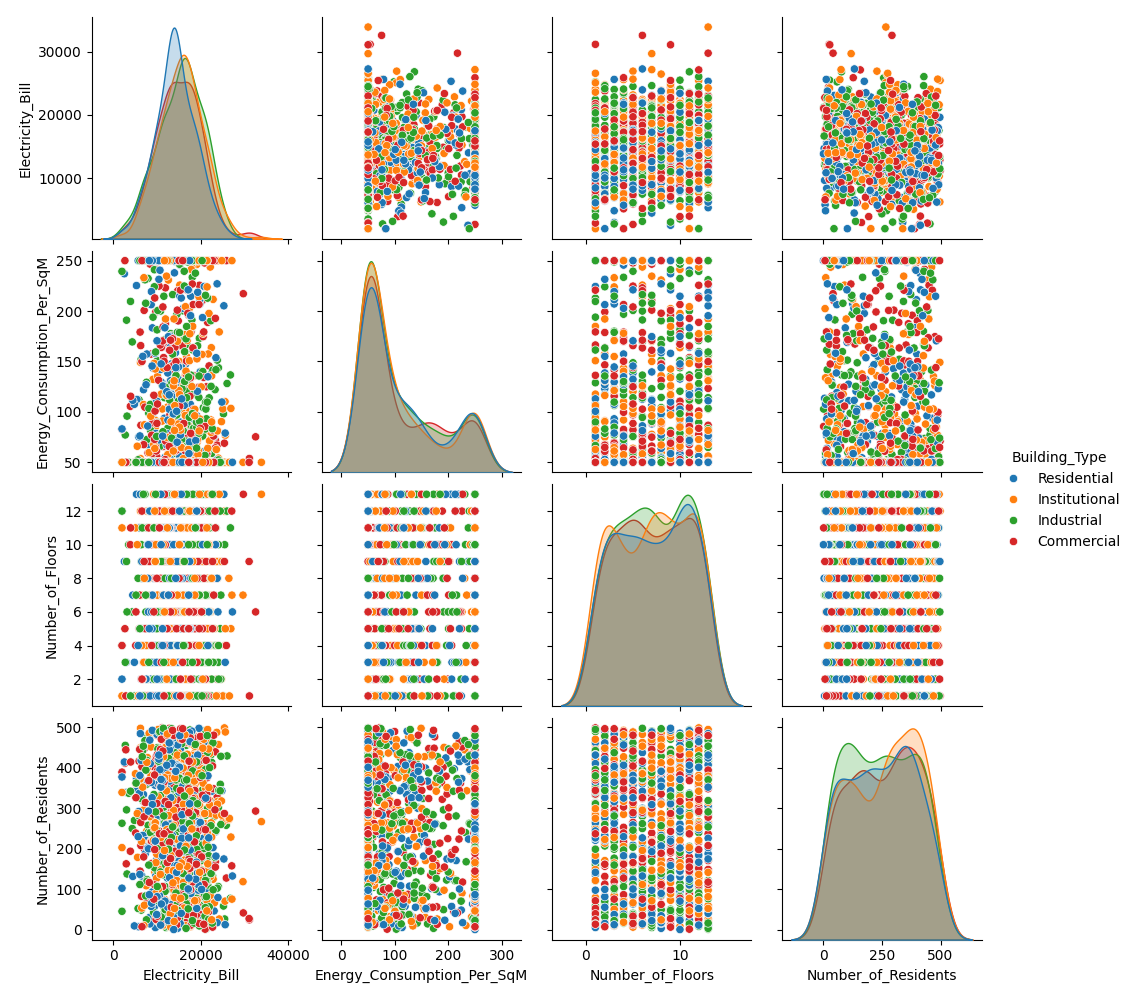 30000
20000
10000
Electricity_Bill
250
200
150
100
50
Energy_Consumption_Per_SqM
Building_Type
Residential
Institutional
Industrial
Commercial
12
10
8
6
4
2
Number_of_Floors
500
400
300
200
100
0
Number_of_Residents
0 20000 40000
0 100 200 300
0 10
0 250 500
Electricity_Bill
Energy_Consumption_Per_SqM
Number_of_Floors
Number_of_Residents